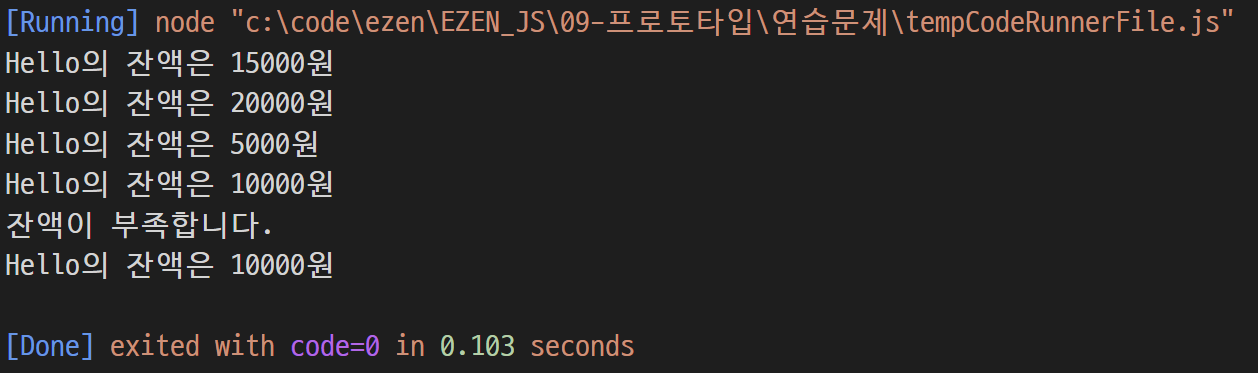 [Running] node "c:\code\ezen\EZEN_JS\09-프로토타입\연습문제\tempCodeRunnerFile.js"
Hello의 잔액은 15000원
Hello의 잔액은 20000원
Hello의 잔액은 5000원
Hello의 잔액은 10000원
잔액이 부족합니다.
Hello의 잔액은 10000원
[Done] exited with code=0 in 0.103 seconds